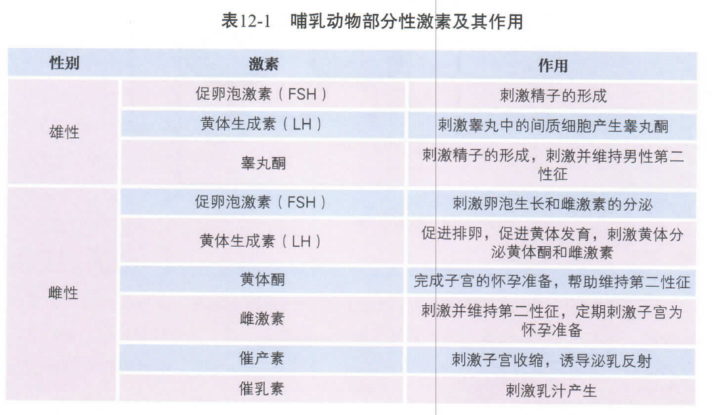 表12-1 哺乳动物部分性激素及其作用
性别 激素 作用
雄性
促卵泡激素（FSH） 刺激精子的形成
黄体生成素（LH） 刺激睾丸中的间质细胞产生睾丸酮
睾丸酮 刺激精子的形成，刺激并维持男性第二
性征
雌性
促卵泡激素（FSH） 刺激卵泡生长和雌激素的分泌
黄体生成素（LH） 促进排卵，促进黄体发育，刺激黄体分
泌黄体酮和雌激素
黄体酮 完成子宫的怀孕准备，帮助维持第二性征
雌激素 刺激并维持第二性征，定期刺激子宫为
怀孕准备
催产素 刺激子宫收缩，诱导泌乳反射
催乳素 刺激乳汁产生